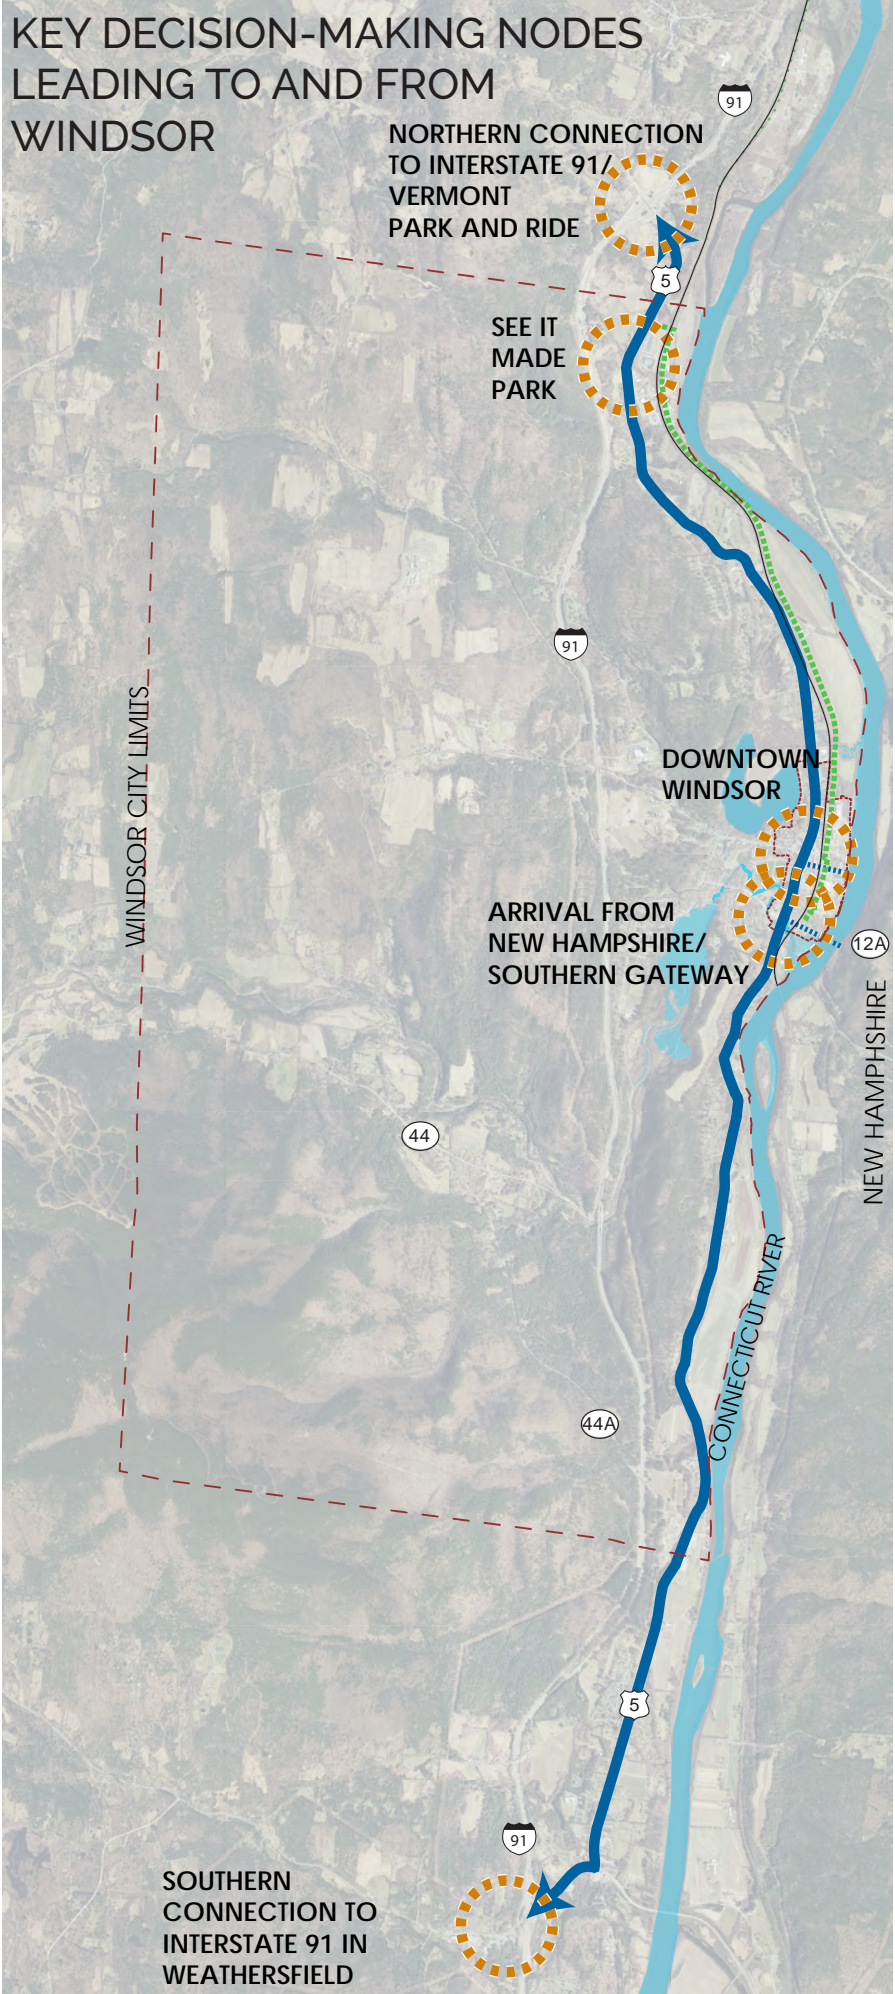 KEY DECISION-MAKING NODES
LEADING TO AND FROM
WINDSOR
91
NORTHERN CONNECTION
TO INTERSTATE 91/
VERMONT
PARK AND RIDE
5
SEE IT
MADE
PARK
91
WINDSOR CITY LIMITS
DOWNTOWN
WINDSOR
ARRIVAL FROM
NEW HAMPSHIRE/
SOUTHERN GATEWAY
12A
NEW HAMPHSHIRE
44
CONNECTICUT RIVER
44A
5
91
SOUTHERN
CONNECTION TO
INTERSTATE 91 IN
WEATHERSFIELD